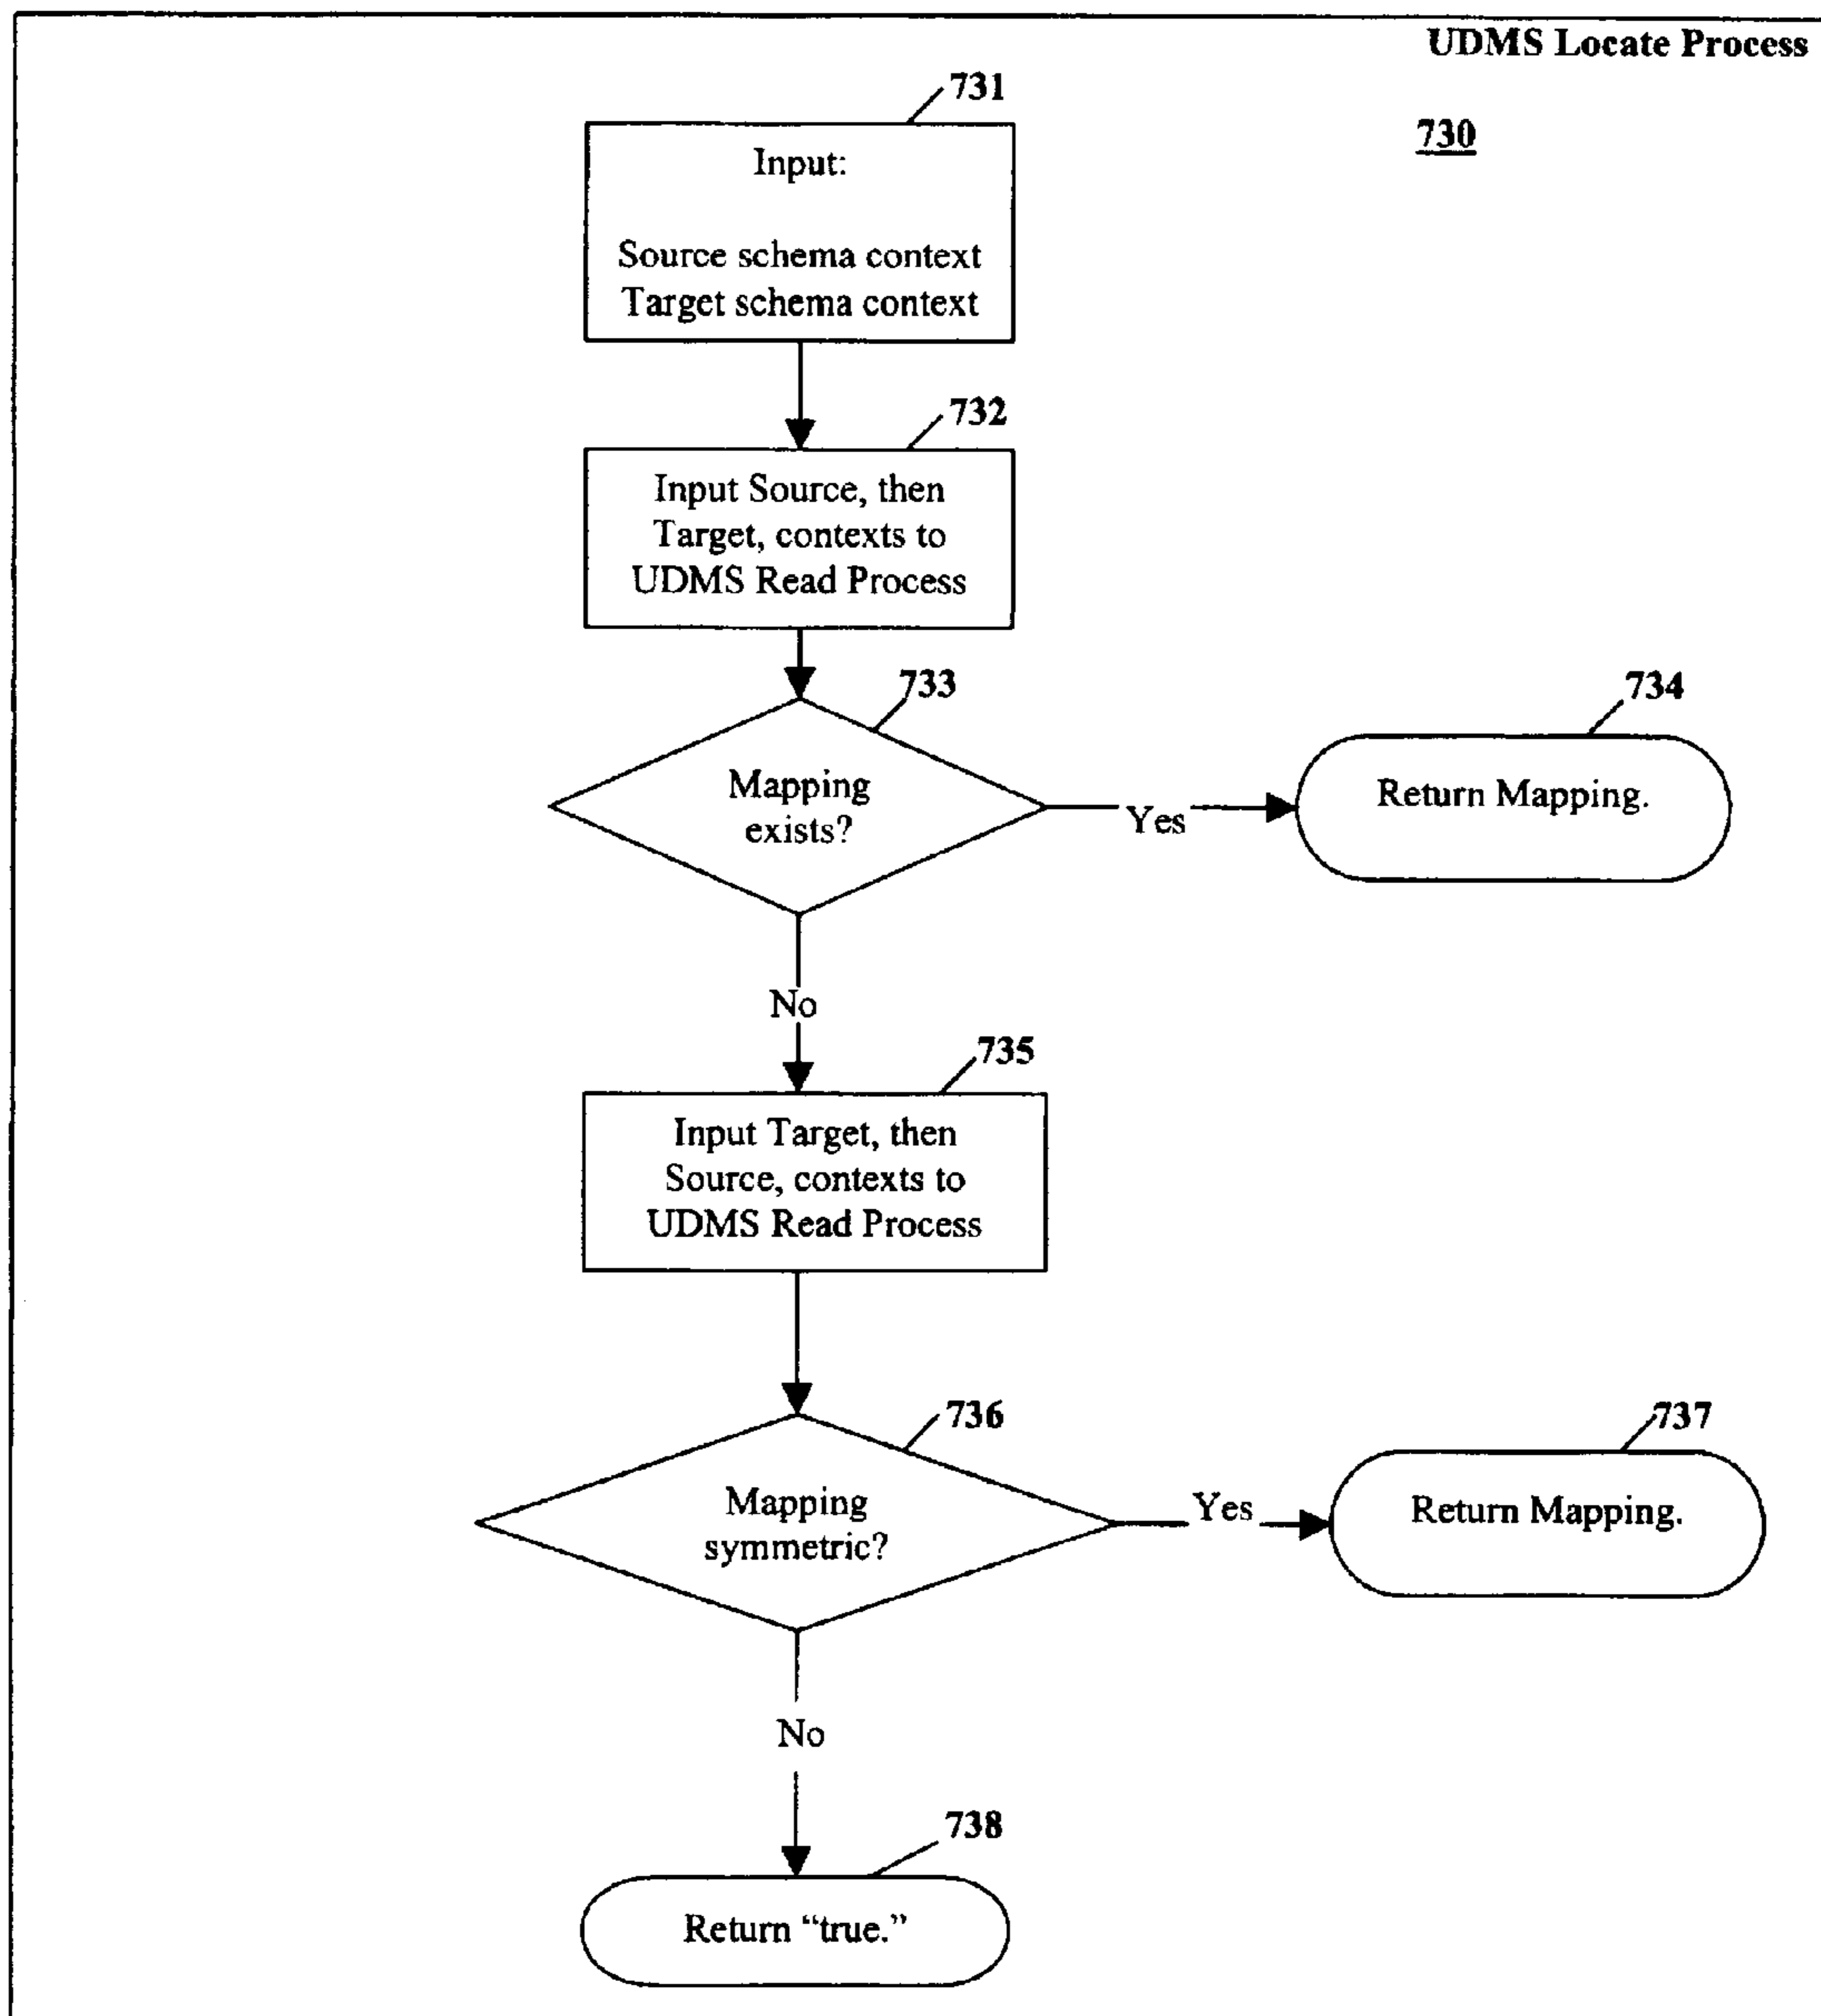 UDMS Locate Process
730
731
Input:
Source schema context
Target schema context
732
Input Source, then
Target, contexts to
UDMS Read Process
733
Mapping
exists?
Yes
734
Return Mapping.
No
735
Input Target, then
Source, contexts to
UDMS Read Process
736
Mapping
symmetric?
Yes
737
Return Mapping.
No
738
Return “true.”